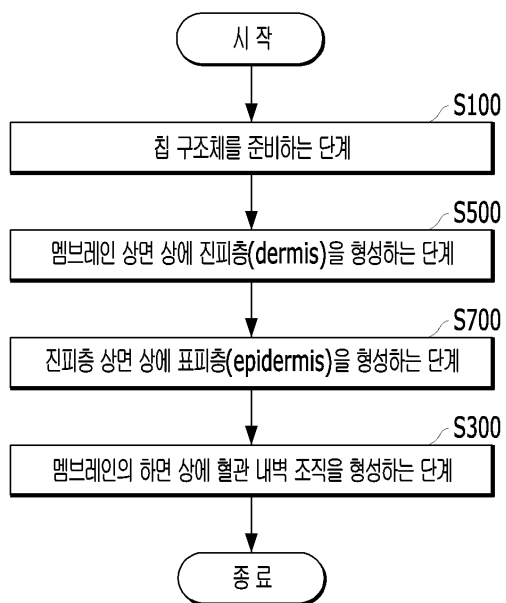 시 작
S100
칩 구조체를 준비하는 단계
S500
멤브레인 상면 상에 진피층(dermis)을 형성하는 단계
S700
진피층 상면 상에 표피층(epidermis)을 형성하는 단계
S300
멤브레인의 하면 상에 혈관 내벽 조직을 형성하는 단계
종 료